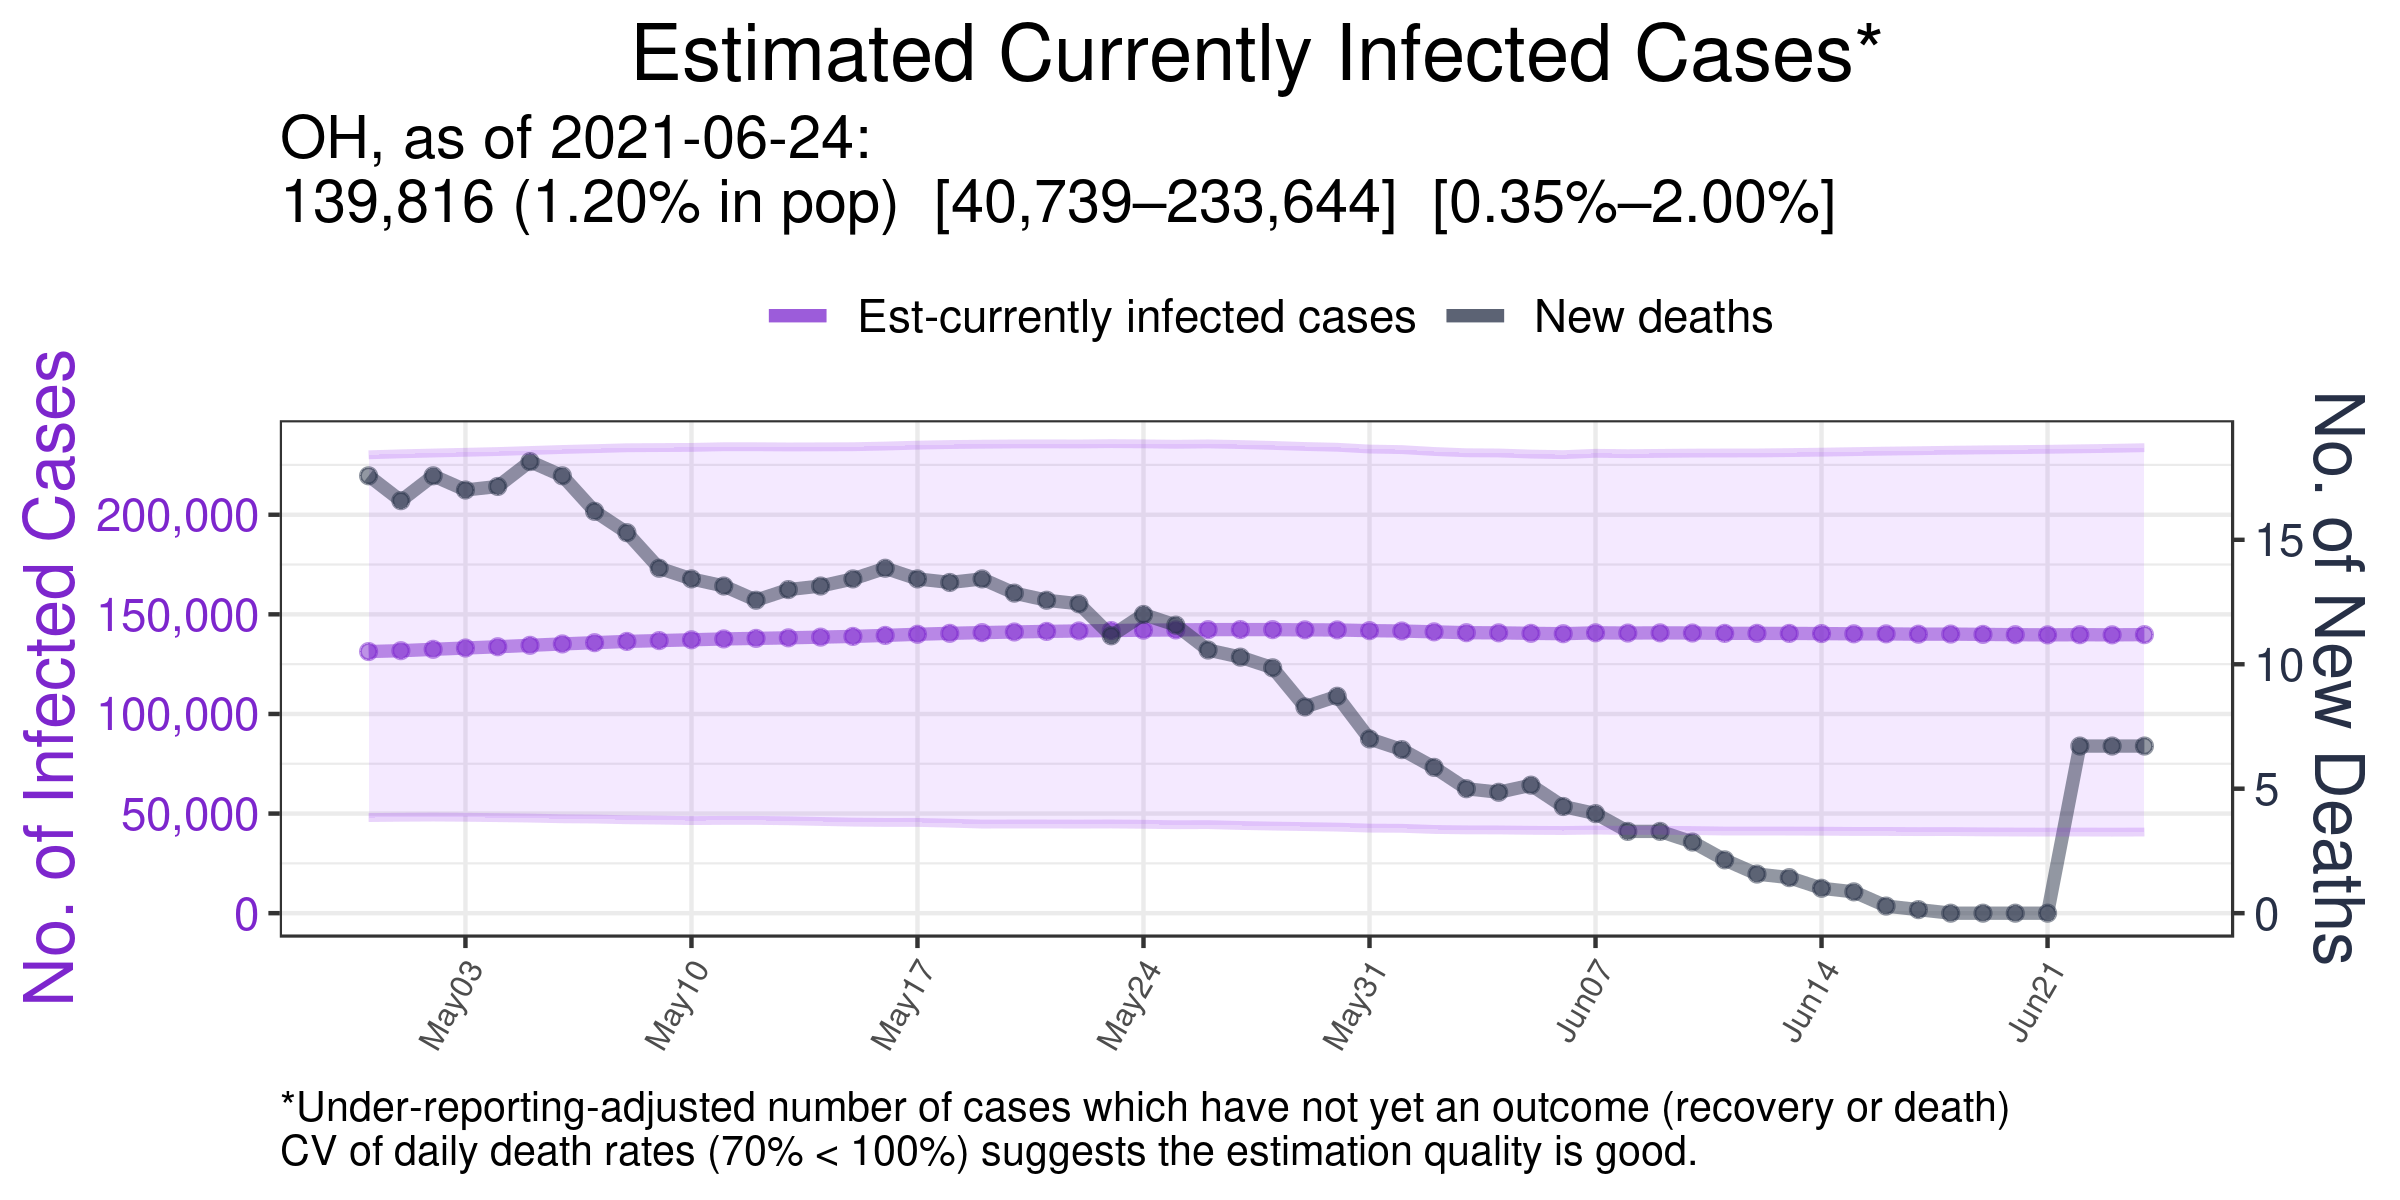 Estimated Currently Infected Cases*
OH, as of 2021-06-24:
139,816 (1.20% in pop)  [40,739–233,644]  [0.35%–2.00%]
Est-currently infected cases
New deaths
No. of Infected Cases
200,000
150,000
100,000
50,000
0
No. of New Deaths
15
10
5
0
May03
May10
May17
May24
May31
Jun07
Jun14
Jun21
*Under-reporting-adjusted number of cases which have not yet an outcome (recovery or death)
CV of daily death rates (70% < 100%) suggests the estimation quality is good.